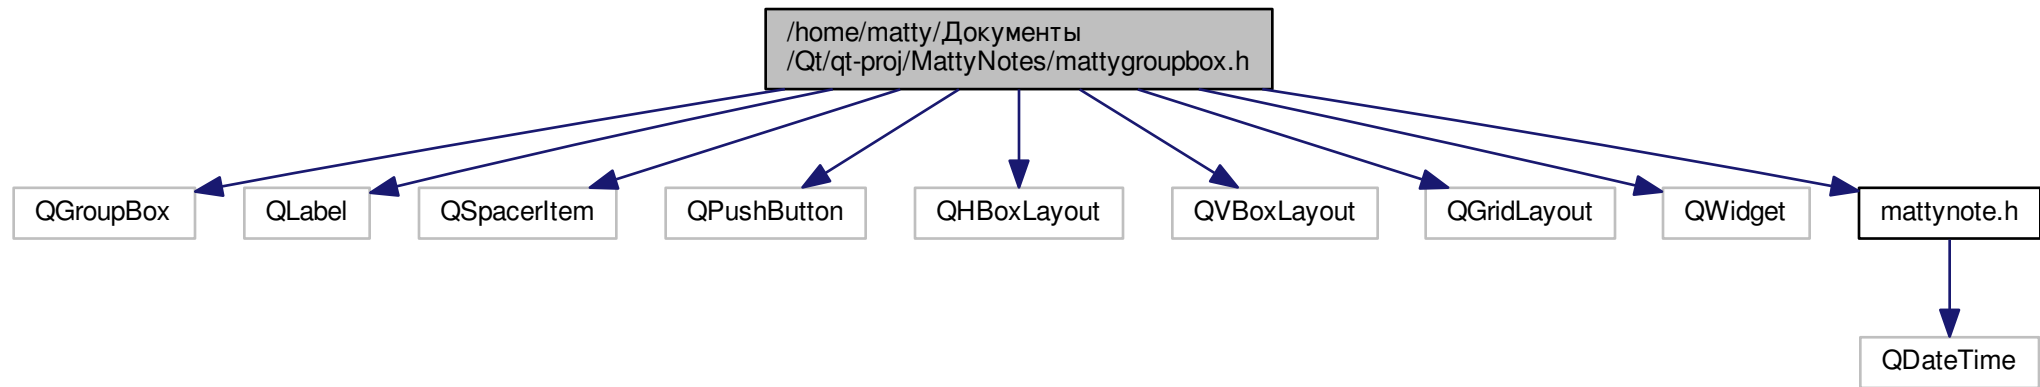 /home/matty/Документы
/Qt/qt-proj/MattyNotes/mattygroupbox.h
QGroupBox
QLabel
QSpacerItem
QPushButton
QHBoxLayout
QVBoxLayout
QGridLayout
QWidget
mattynote.h
QDateTime